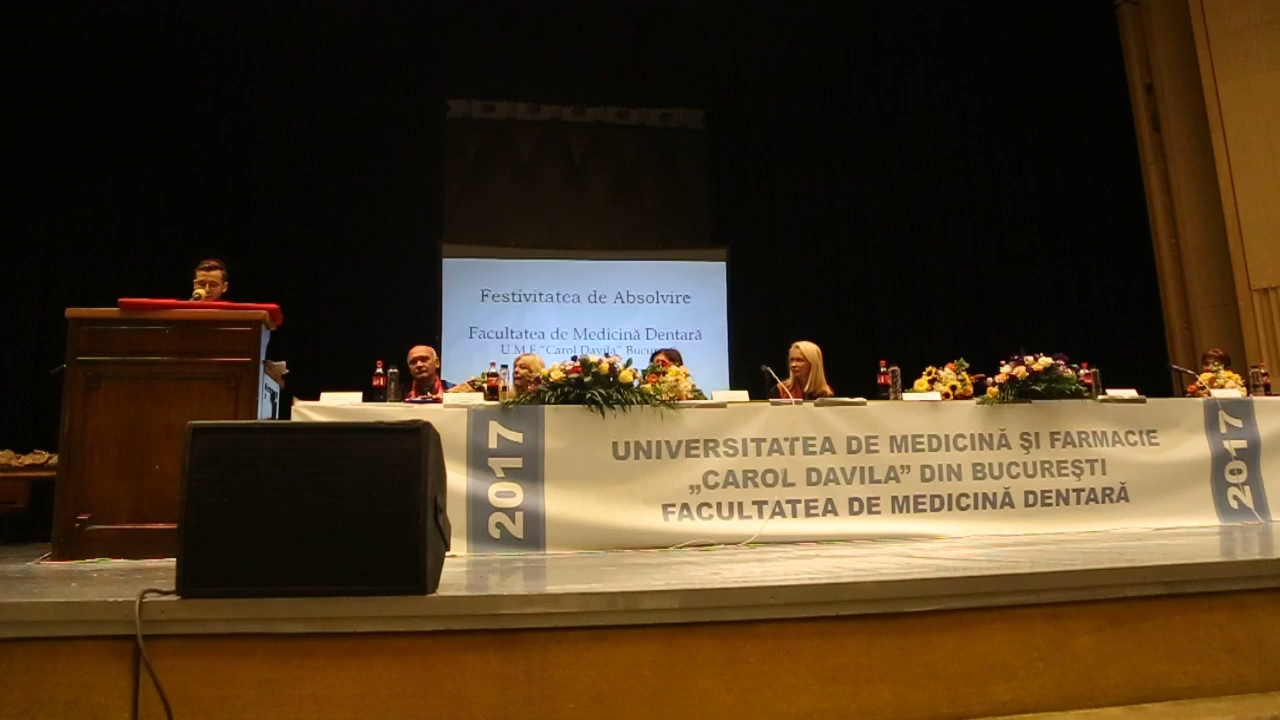 Festivitatea de Absolvire
Facultatea de Medicină Dentară
U.M.F. "Carol Davila"
2017
UNIVERSITATEA DE MEDICINĂ ŞI FARMACIE
„CAROL DAVILA” DIN BUCUREŞTI
FACULTATEA DE MEDICINĂ DENTARĂ
2017